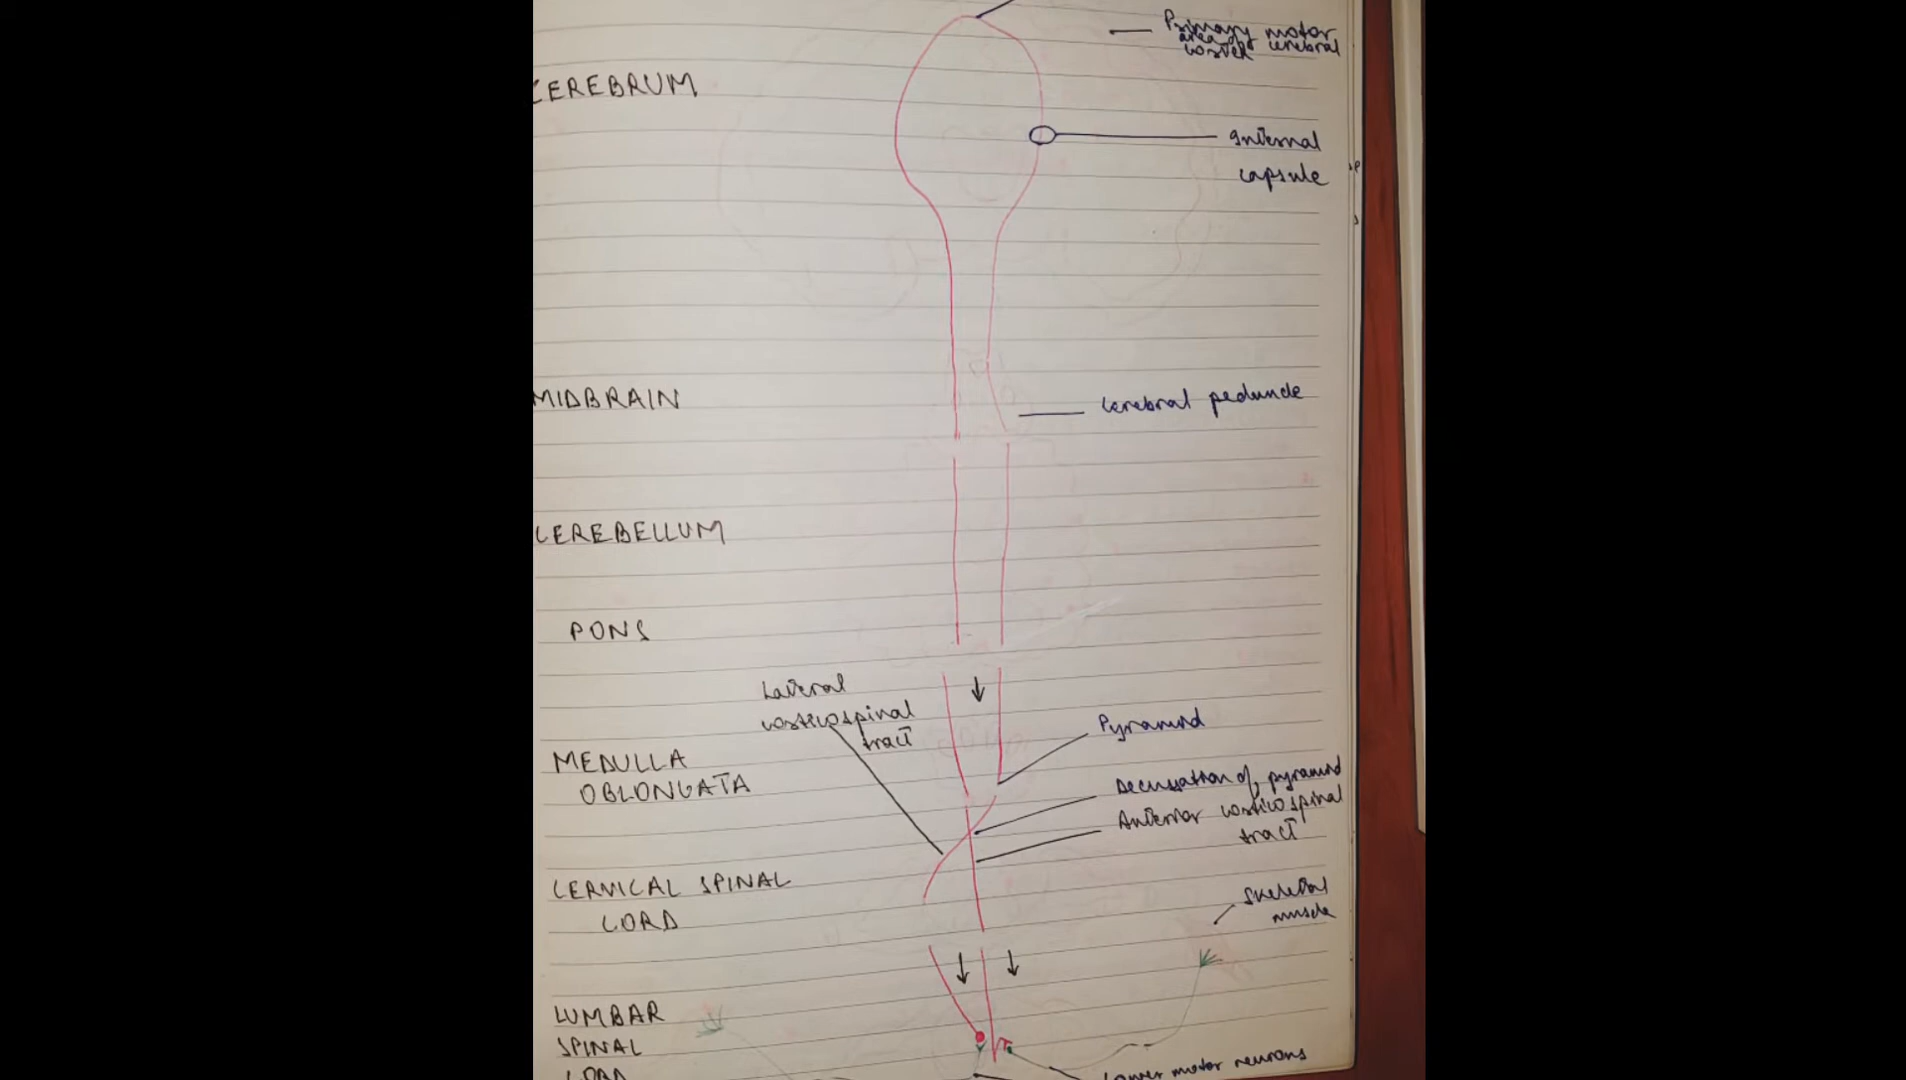 Primary motor
area of cerebral
cortex
CEREBRUM
Internal
capsule
MIDBRAIN
Cerebral peduncle
CEREBELLUM
PONS
Lateral
corticospinal
tract
Pyramid
MEDULLA
OBLONGATA
Decussation of pyramid
Anterior corticospinal
tract
CERVICAL SPINAL
CORD
Skeletal
muscle
LUMBAR
SPINAL
CORD
Lower motor neurons